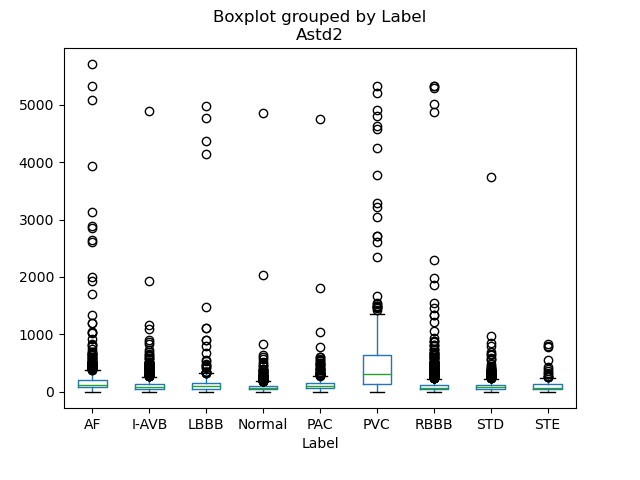 Boxplot grouped by Label
Astd2
5000
4000
3000
2000
1000
0
AF I-AVB LBBB Normal PAC PVC RBBB STD STE
Label